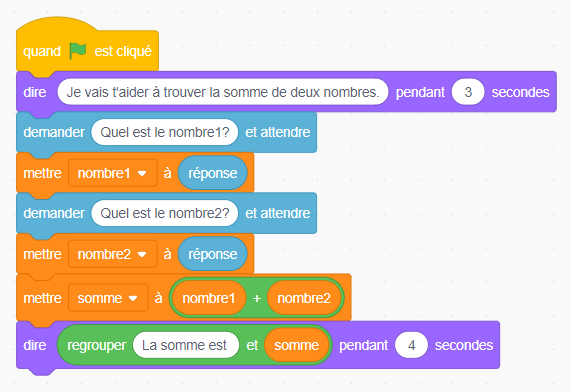 quand est cliqué
dire Je vais t'aider à trouver la somme de deux nombres. pendant 3 secondes
demander Quel est le nombre1? et attendre
mettre nombre1 à réponse
demander Quel est le nombre2? et attendre
mettre nombre2 à réponse
mettre somme à nombre1 + nombre2
dire regrouper La somme est et somme pendant 4 secondes